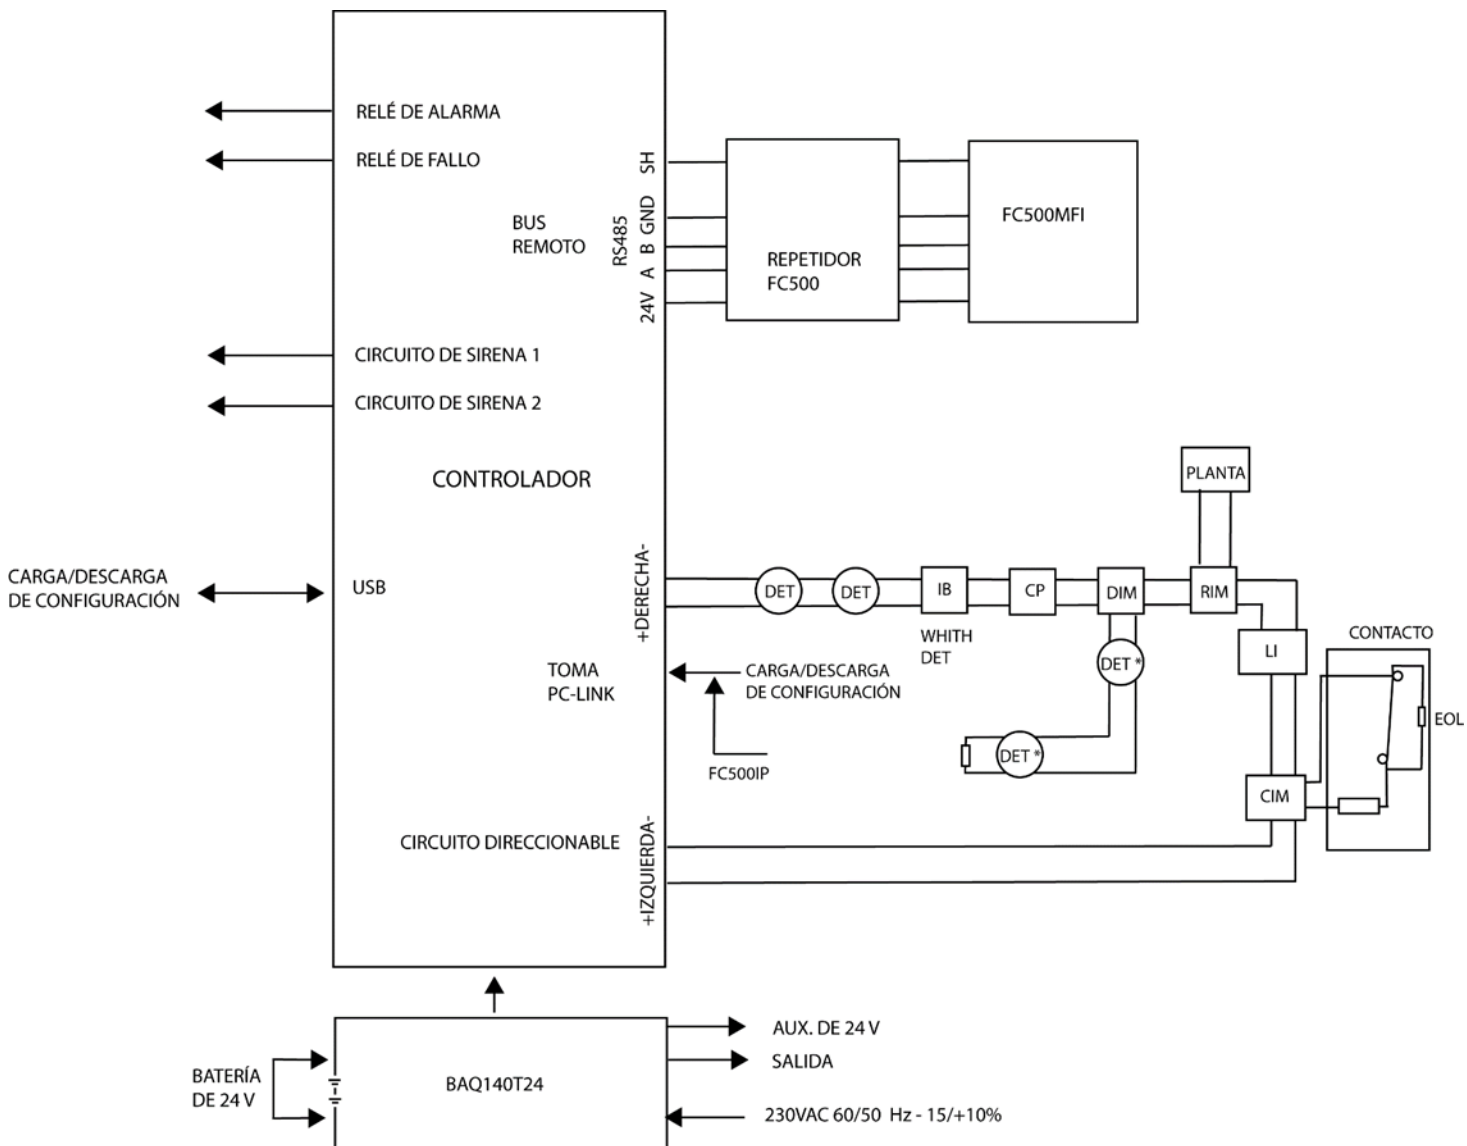 RELÉ DE ALARMA
RELÉ DE FALLO
BUS
REMOTO
RS485
SH
GND
B
A
24V
REPETIDOR
FC500
FC500MFI
CIRCUITO DE SIRENA 1
CIRCUITO DE SIRENA 2
CONTROLADOR
PLANTA
CARGA/DESCARGA
DE CONFIGURACIÓN
USB
+DERECHA-
DET
DET
IB
CP
DIM
RIM
WHITH
DET
DET *
LI
CONTACTO
TOMA
PC-LINK
CARGA/DESCARGA
DE CONFIGURACIÓN
EOL
FC500IP
DET *
CIM
CIRCUITO DIRECCIONABLE
+IZQUIERDA-
AUX. DE 24 V
SALIDA
BATERÍA
DE 24 V
BAQ140T24
230VAC 60/50 Hz - 15/+10%